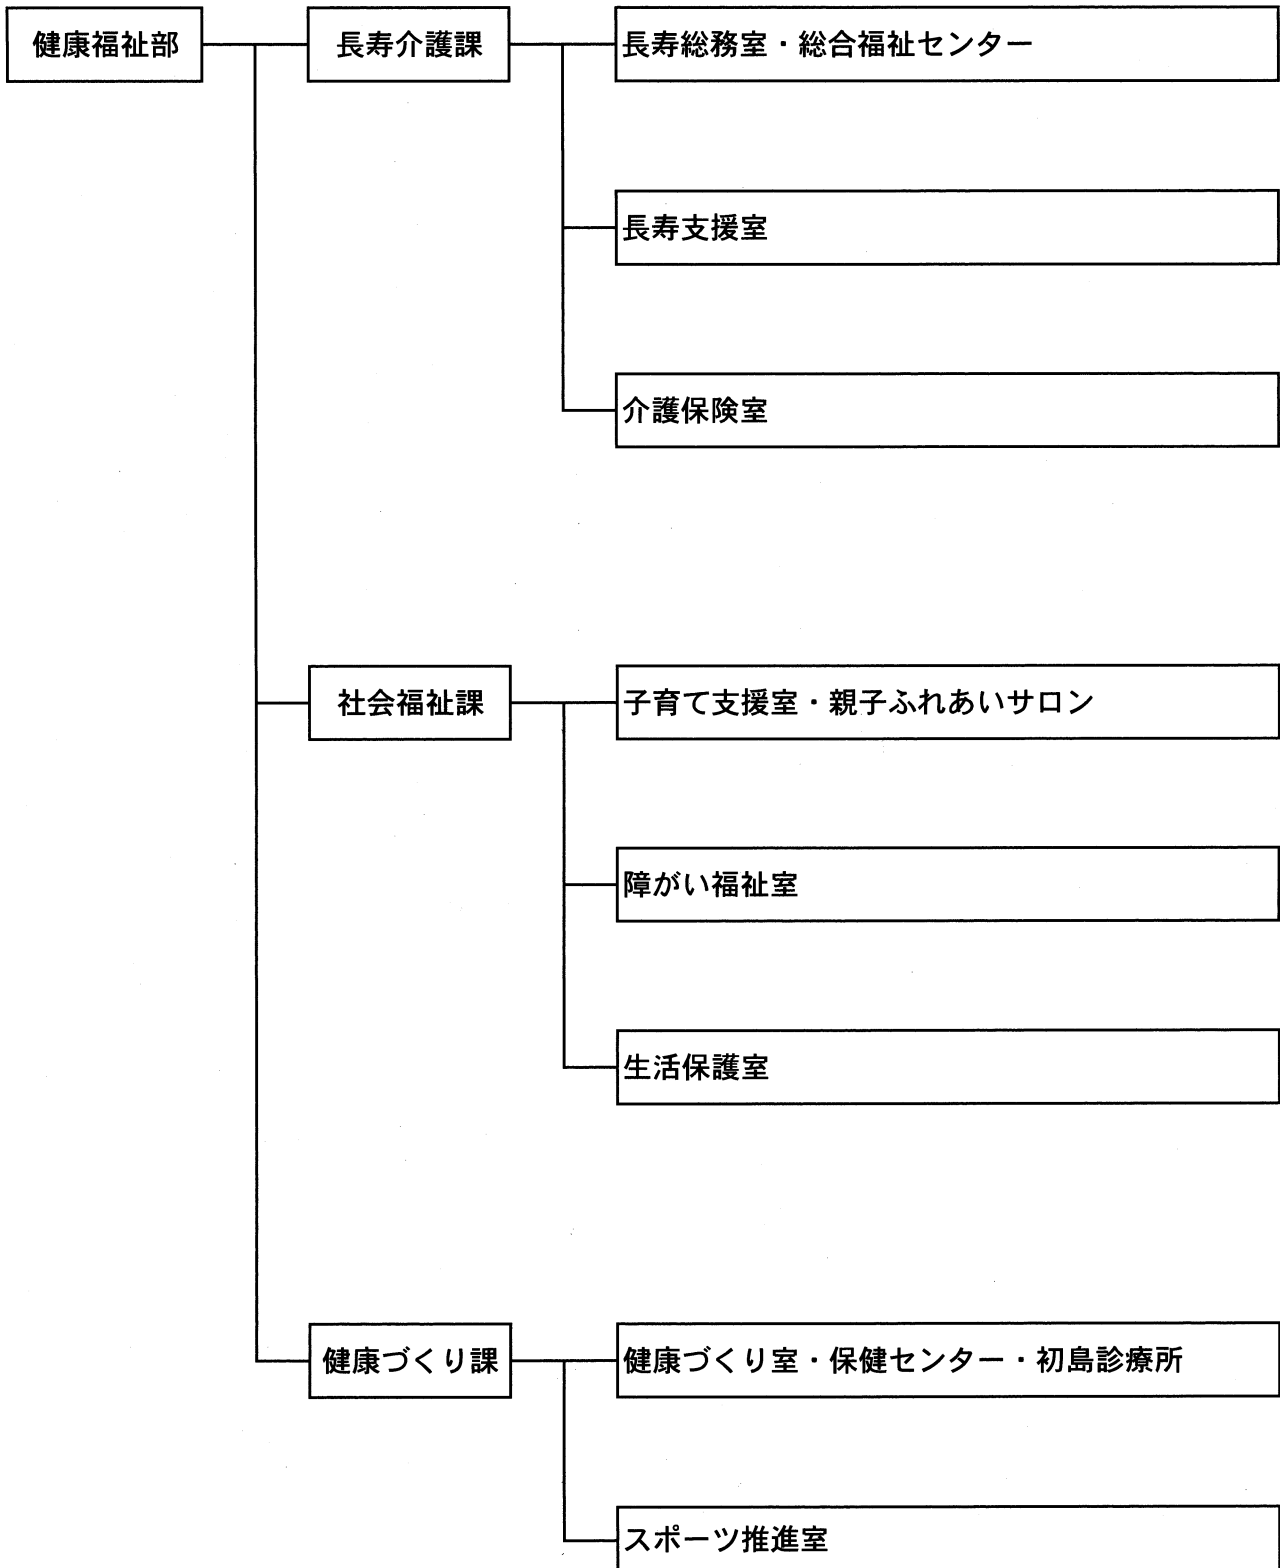 健康福祉部
長寿介護課
長寿総務室・総合福祉センター
長寿支援室
介護保険室
社会福祉課
子育て支援室・親子ふれあいサロン
障がい福祉室
生活保護室
健康づくり課
健康づくり室・保健センター・初島診療所
スポーツ推進室